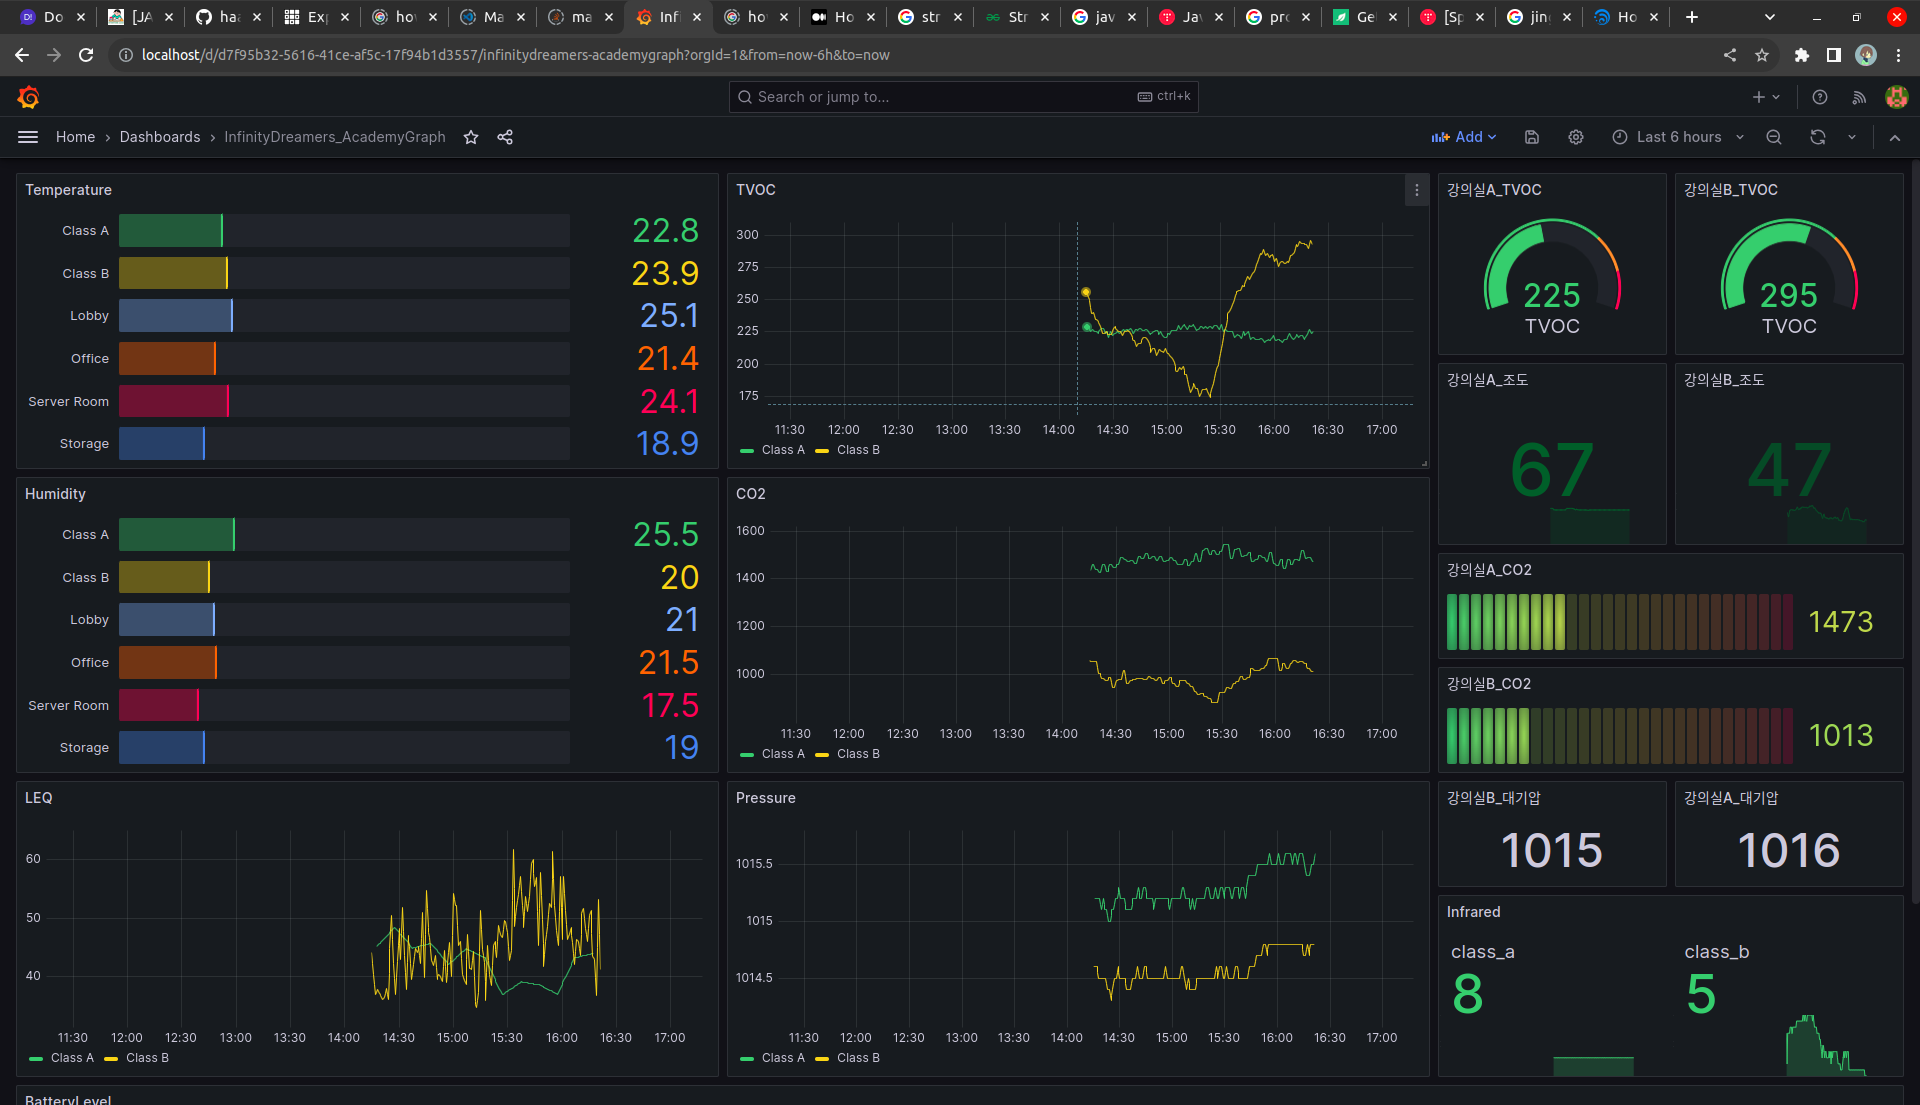 Do
[JA
haa
Exp
hov
Ma
ma
Infi
hov
Ho
str
Str
jav
Jav
pro
Gel
[Sp
jin
Ho
localhost/d/d7f95b32-5616-41ce-af5c-17f94b1d3557/infinitydreamers-academygraph?orgId=1&from=now-6h&to=now
Search or jump to...
ctrl+k
Home › Dashboards › InfinityDreamers_AcademyGraph
Add
Last 6 hours
Temperature
Class A 22.8
Class B 23.9
Lobby 25.1
Office 21.4
Server Room 24.1
Storage 18.9
TVOC
300
275
250
225
200
175
11:30 12:00 12:30 13:00 13:30 14:00 14:30 15:00 15:30 16:00 16:30 17:00
Class A Class B
강의실A_TVOC
225
TVOC
강의실B_TVOC
295
TVOC
강의실A_조도
67
강의실B_조도
47
Humidity
Class A 25.5
Class B 20
Lobby 21
Office 21.5
Server Room 17.5
Storage 19
CO2
1600
1400
1200
1000
11:30 12:00 12:30 13:00 13:30 14:00 14:30 15:00 15:30 16:00 16:30 17:00
Class A Class B
강의실A_CO2
1473
강의실B_CO2
1013
LEQ
60
50
40
11:30 12:00 12:30 13:00 13:30 14:00 14:30 15:00 15:30 16:00 16:30 17:00
Class A Class B
Pressure
1015.5
1015
1014.5
11:30 12:00 12:30 13:00 13:30 14:00 14:30 15:00 15:30 16:00 16:30 17:00
Class A Class B
강의실B_대기압
1015
강의실A_대기압
1016
Infrared
class_a
8
class_b
5
BatteryLevel